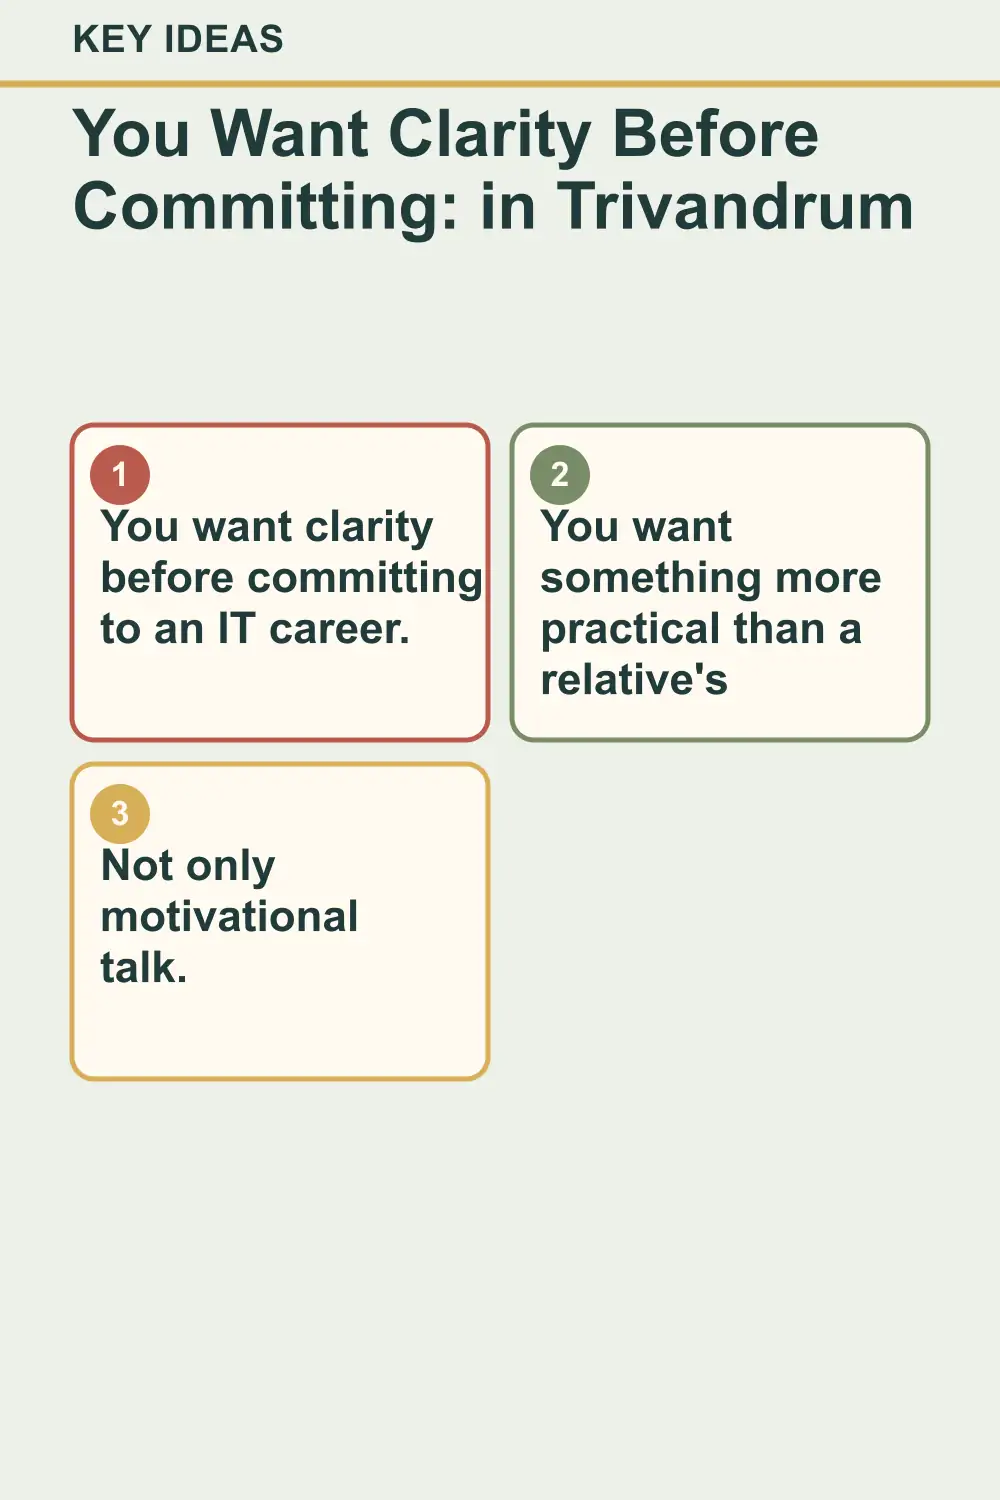 KEY IDEAS
You Want Clarity Before
Committing: in Trivandrum
1
You want clarity
before committing
to an IT career.
2
You want
something more
practical than a
relative's
3
Not only
motivational
talk.